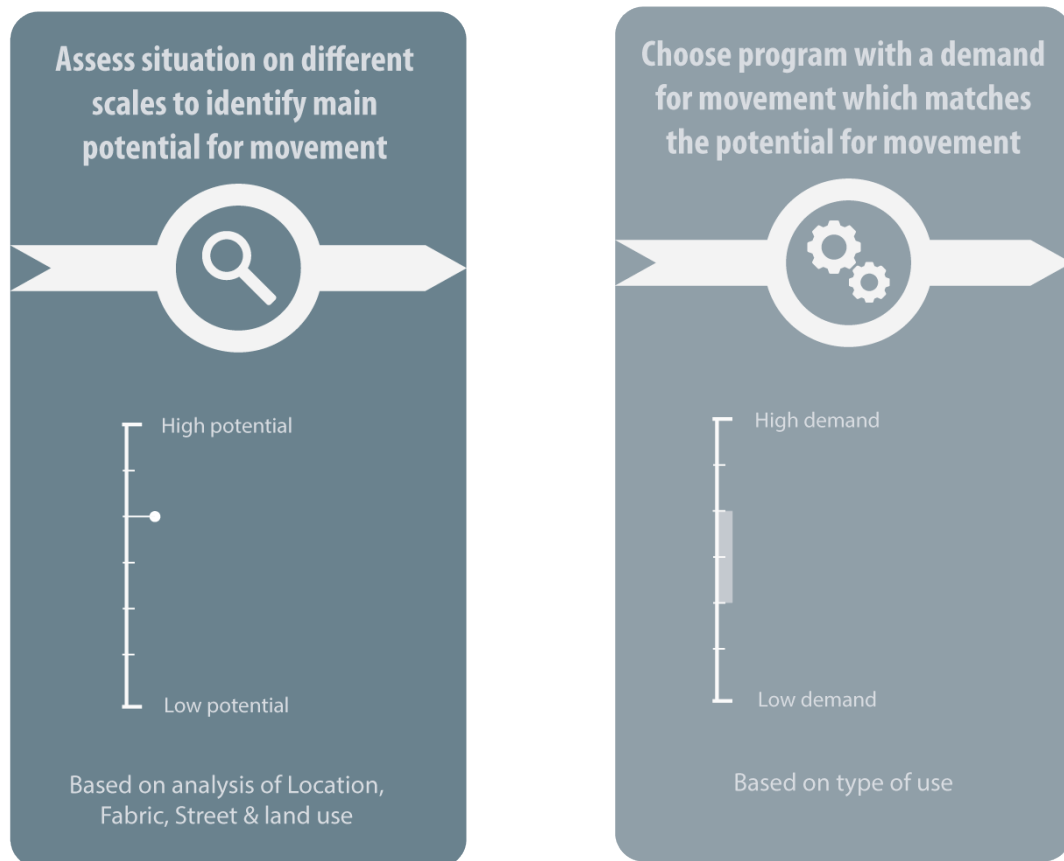 Assess situation on different
scales to identify main
potential for movement
High potential
Low potential
Based on analysis of Location,
Fabric, Street & land use
Choose program with a demand
for movement which matches
the potential for movement
High demand
Low demand
Based on type of use